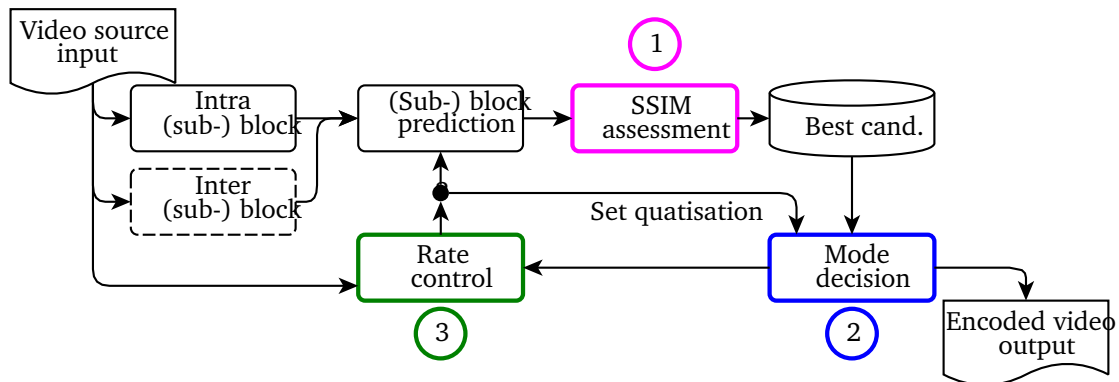 Video source
input
1
Intra
(sub-) block
(Sub-) block
prediction
SSIM
assessment
Best cand.
Inter
(sub-) block
Set quatisation
Rate
control
Mode
decision
3
2
Encoded video
output